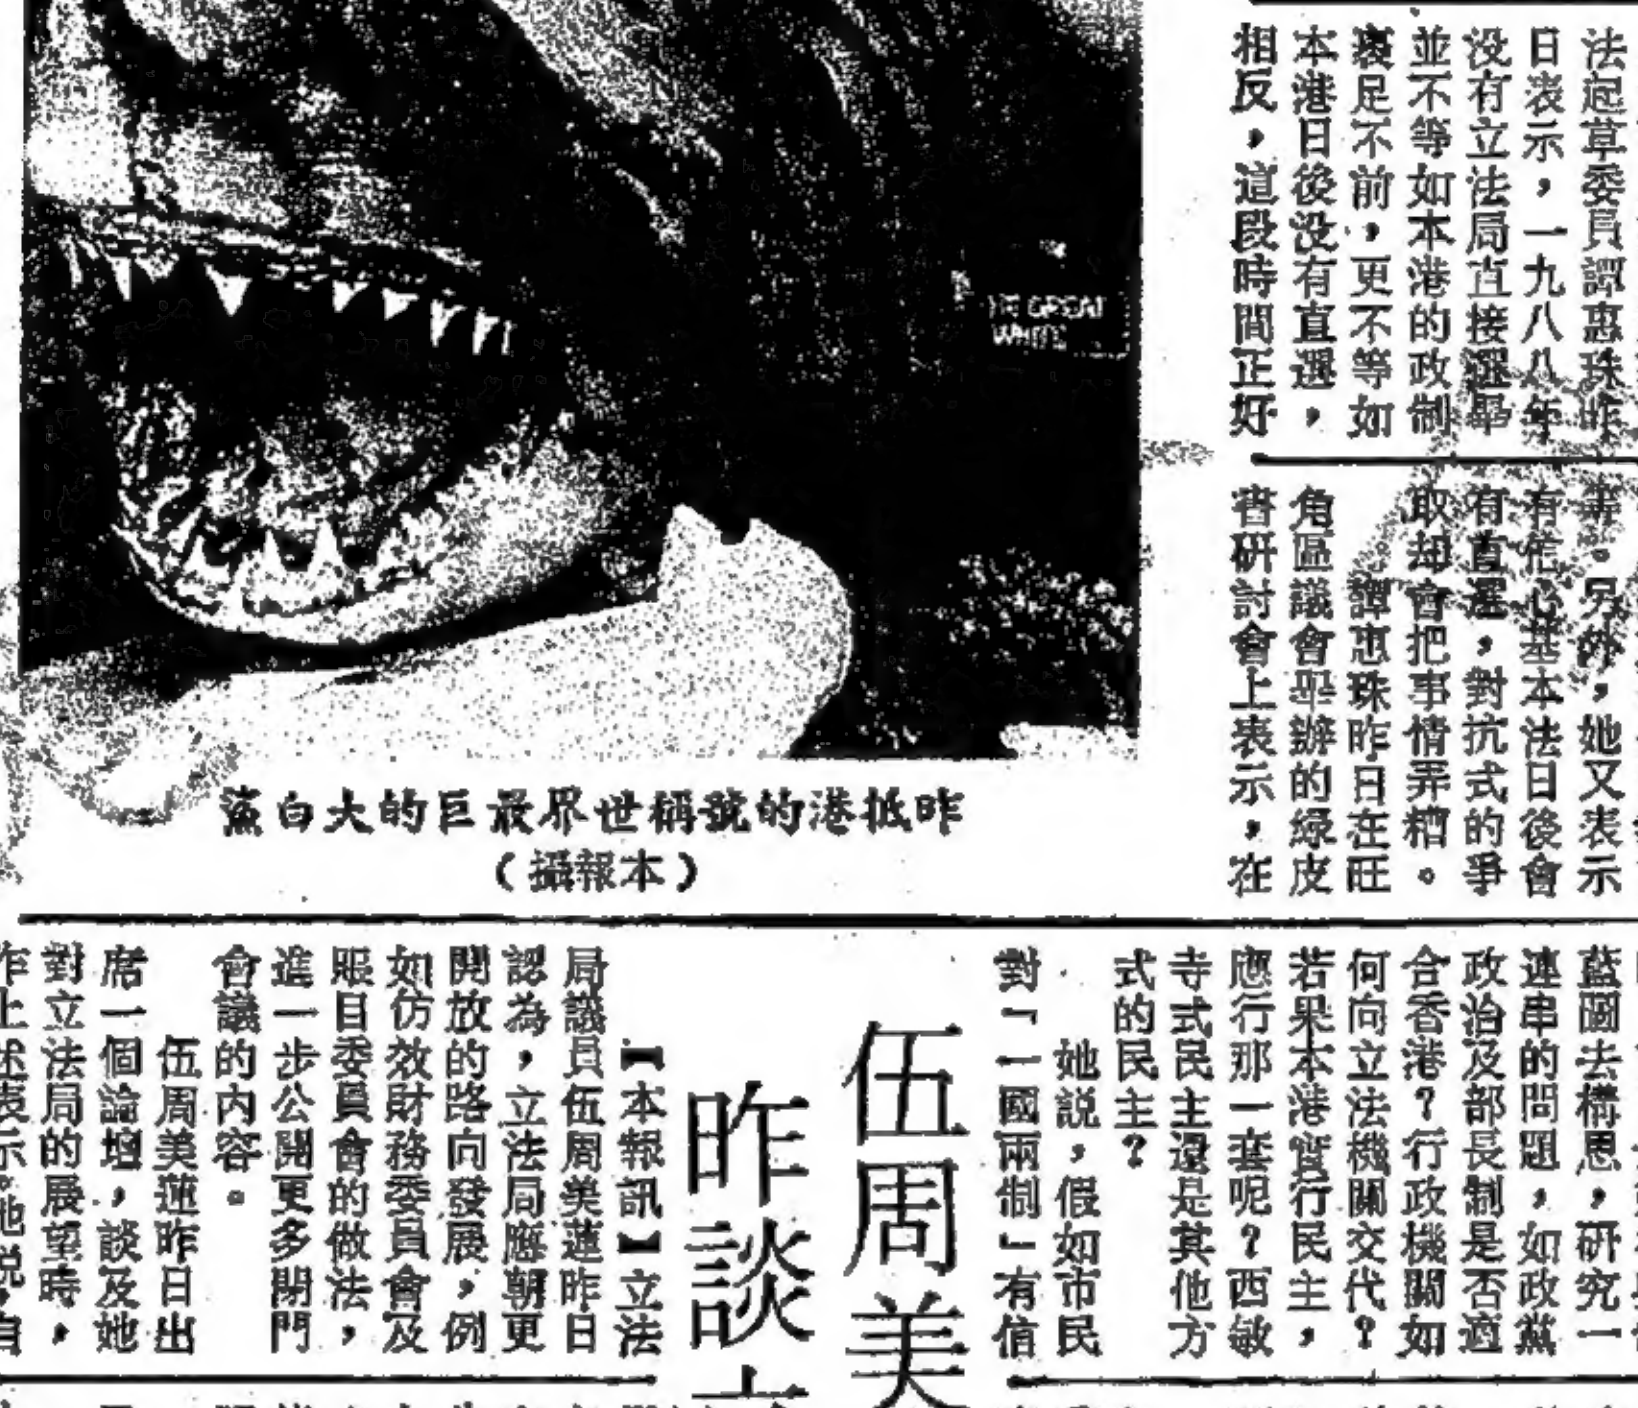 法起草委員譚惠珠昨
日表示，一九八八年
没有立法局直接選舉
並不等如本港的政制
裹足不前，更不等如
本港日後没有直選，
相反，這段時間正好
等。另外，她又表示
有信心基本法日後會
有直選，對抗式的爭
取却會把事情弄糟。
譚惠珠昨日在旺
角區議會舉辦的綠皮
書研討會上表示，在
THE GREAT
WHITE
昨抵港的號稱世界最巨的大白鯊
（本報攝）
藍圖去構思，研究一
連串的問題，如政黨
政治及部長制是否適
合香港？行政機關如
何向立法機關交代？
若果本港實行民主，
應行那一套呢？西敏
寺式民主還是其他方
式的民主？
她説，假如市民
對「一國兩制」有信
伍周美
昨談
【本報訊】立法
局議員伍周美蓮昨日
認為，立法局應朝更
開放的路向發展，例
如仿效財務委員會及
賬目委員會的做法，
進一步公開更多閉門
會議的內容。
伍周美蓮昨日出
席一個論壇，談及她
對立法局的展望時，
作上述表示。她説，自